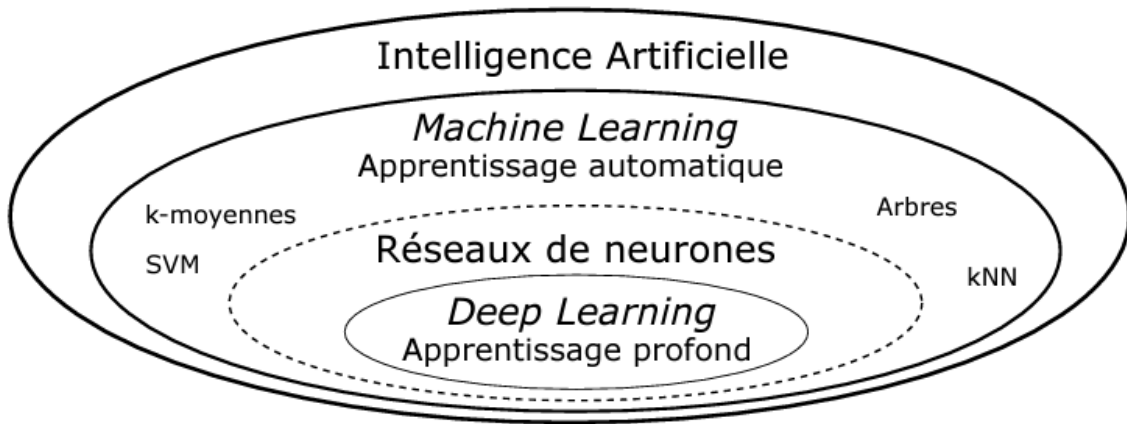 Intelligence Artificielle
Machine Learning
Apprentissage automatique
k-moyennes
Arbres
Réseaux de neurones
SVM
kNN
Deep Learning
Apprentissage profond